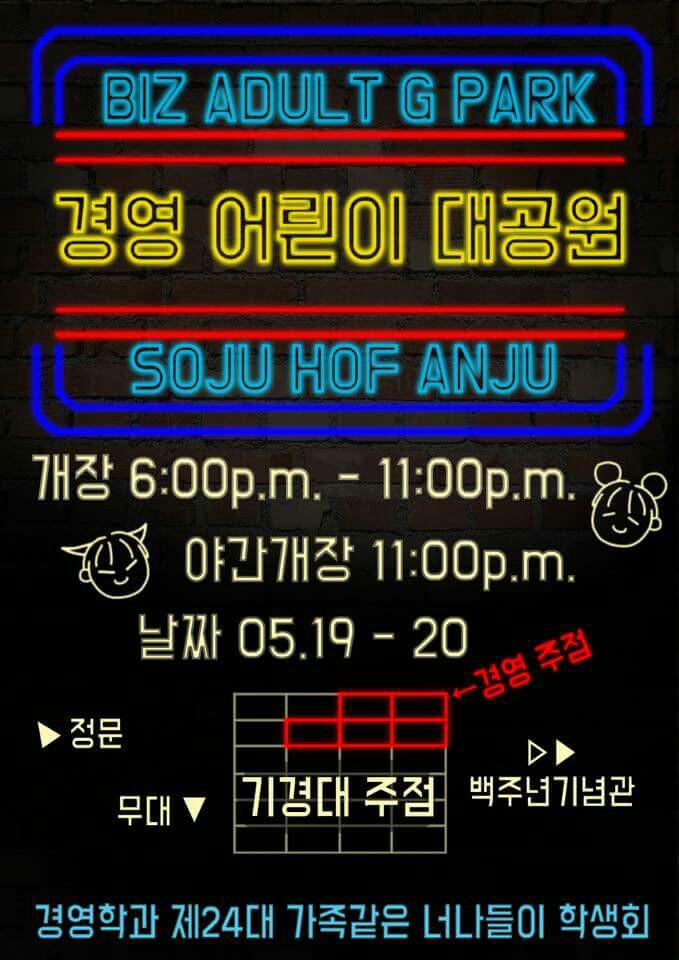 BIZ ADULT G PARK
경영 어린이 대공원
SOJU HOF ANJU
개장 6:00p.m. - 11:00p.m.
야간개장 11:00p.m.
날짜 05.19 - 20
←경영 주점
▶ 정문
▷▶
백주년기념관
무대 ▼
기경대 주점
경영학과 제24대 가족같은 너나들이 학생회